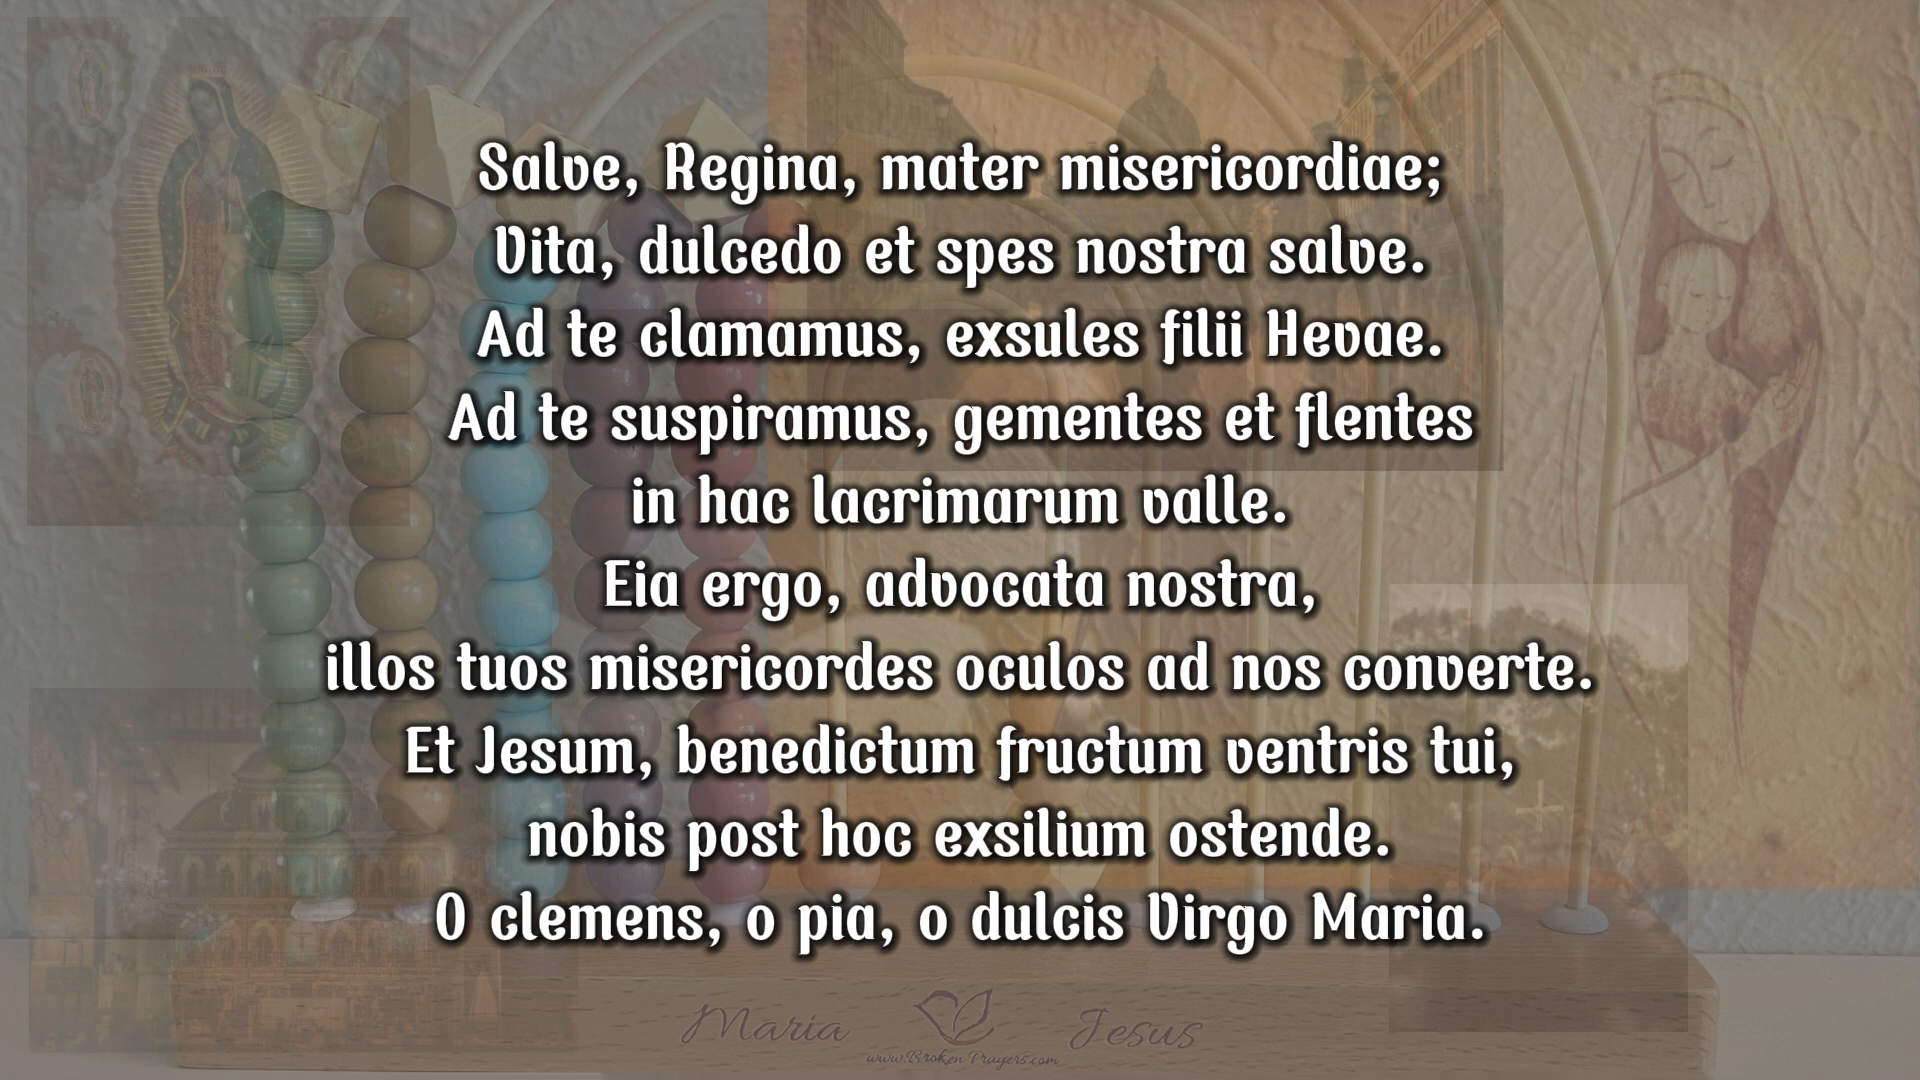 Salve, Regina, mater misericordiae;
Vita, dulcedo et spes nostra salve.
Ad te clamamus, exsules filii Hevae.
Ad te suspiramus, gementes et flentes
in hac lacrimarum valle.
Eia ergo, advocata nostra,
illos tuos misericordes oculos ad nos converte.
Et Jesum, benedictum fructum ventris tui,
nobis post hoc exsilium ostende.
O clemens, o pia, o dulcis Virgo Maria.
Maria Jesus
www.BrokenPrayers.com